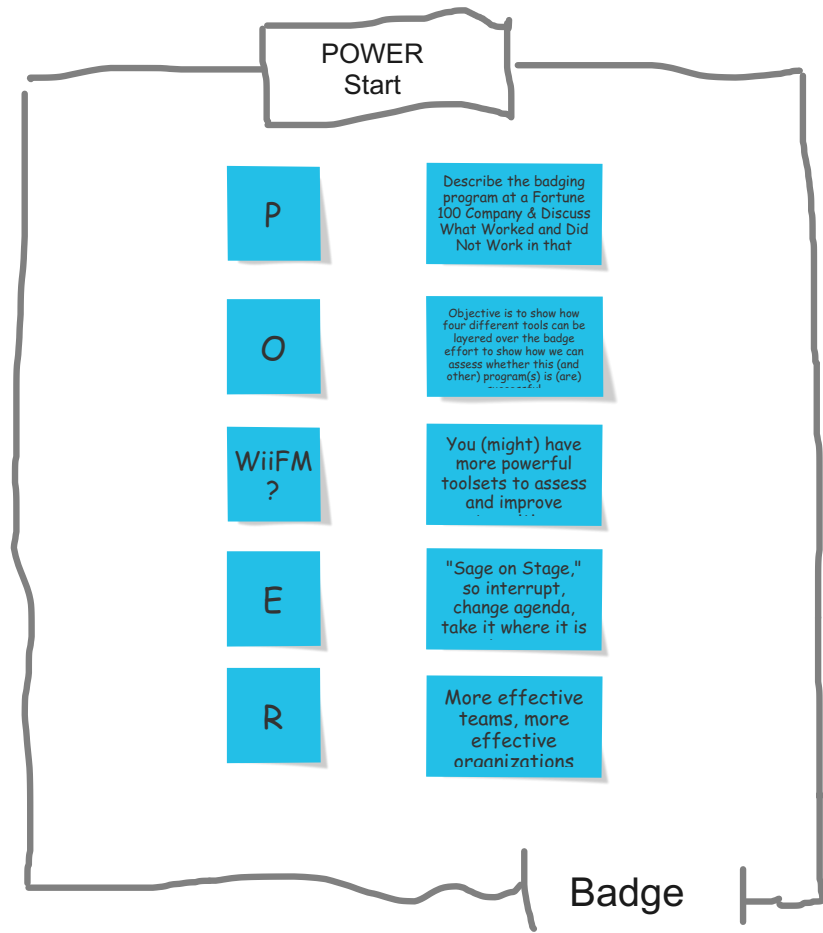 POWER
Start
P
Describe the badging
program at a Fortune
100 Company & Discuss
What Worked and Did
Not Work in that
O
Objective is to show how
four different tools can be
layered over the badge
effort to show how we can
assess whether this (and
other) program(s) is (are)
WiiFM
?
You (might) have
more powerful
toolsets to assess
and improve
E
"Sage on Stage,"
so interrupt,
change agenda,
take it where it is
R
More effective
teams, more
effective
organizations
Badge